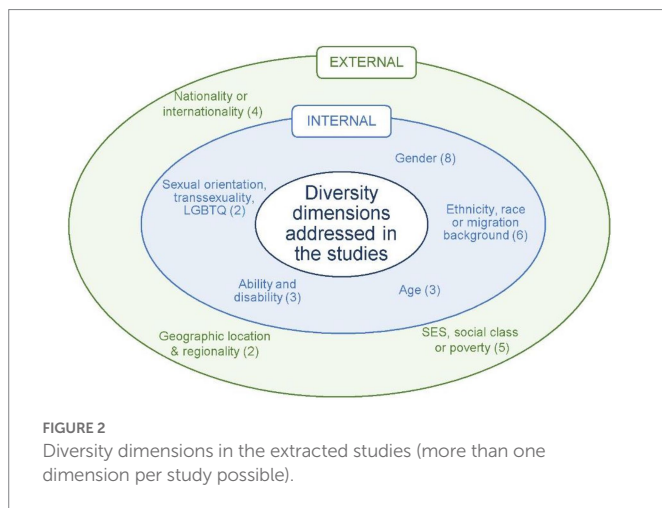 EXTERNAL
Nationality or
internationality (4)
INTERNAL
Gender (8)
Sexual orientation,
transsexuality,
LGBTQ (2)
Diversity
dimensions
addressed in
the studies
Ethnicity, race
or migration
background (6)
Ability and
disability (3)
Age (3)
Geographic location
& regionality (2)
SES, social class
or poverty (5)
FIGURE 2
Diversity dimensions in the extracted studies (more than one
dimension per study possible).